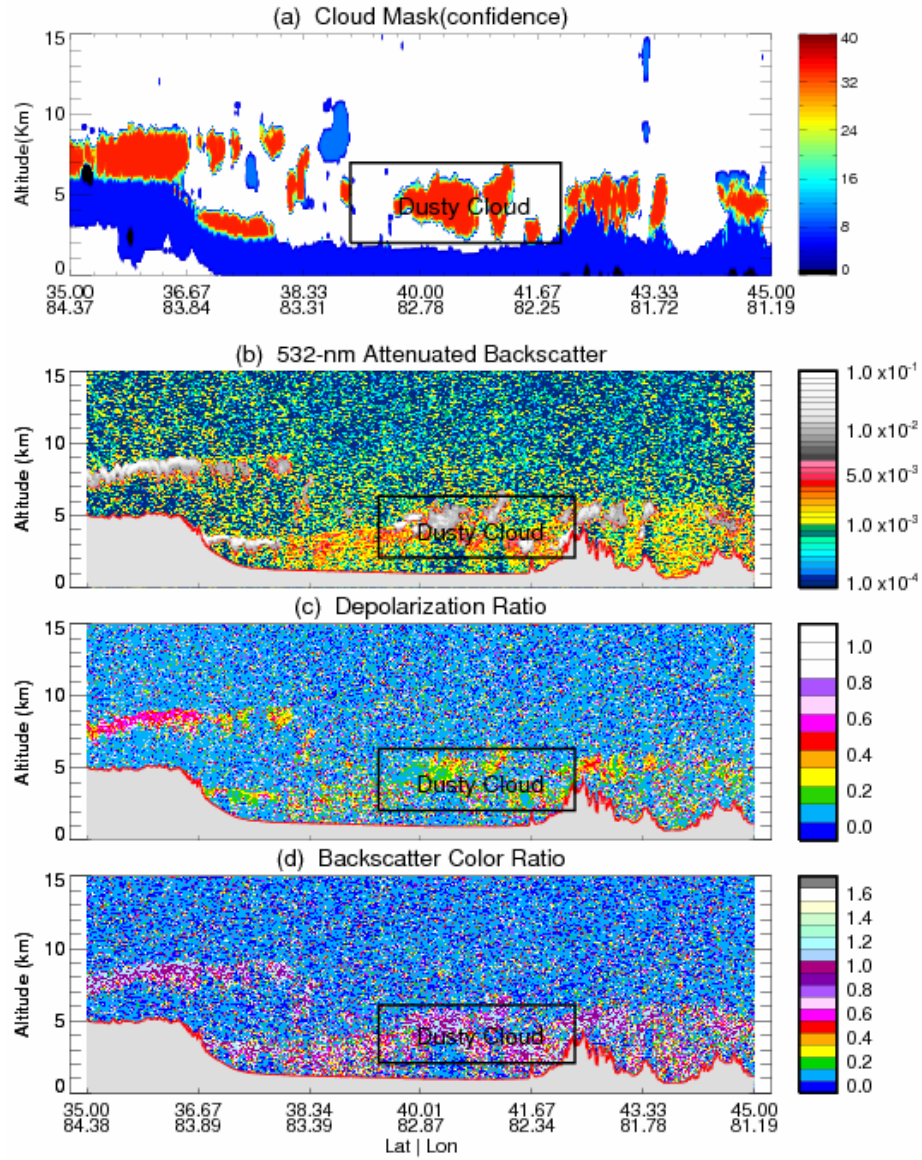 (a) Cloud Mask(confidence)
Altitude(Km)
15
10
5
0
Dusty Cloud
40
32
24
16
8
0
35.00 36.67 38.33 40.00 41.67 43.33 45.00
84.37 83.84 83.31 82.78 82.25 81.72 81.19
(b) 532-nm Attenuated Backscatter
Altitude (km)
15
10
5
0
Dusty Cloud
1.0 x10⁻¹
1.0 x10⁻²
5.0 x10⁻³
1.0 x10⁻³
1.0 x10⁻⁴
(c) Depolarization Ratio
Altitude (km)
15
10
5
0
Dusty Cloud
1.0
0.8
0.6
0.4
0.2
0.0
(d) Backscatter Color Ratio
Altitude (km)
15
10
5
0
Dusty Cloud
1.6
1.4
1.2
1.0
0.8
0.6
0.4
0.2
0.0
35.00 36.67 38.34 40.01 41.67 43.33 45.00
84.38 83.89 83.39 82.87 82.34 81.78 81.19
Lat | Lon